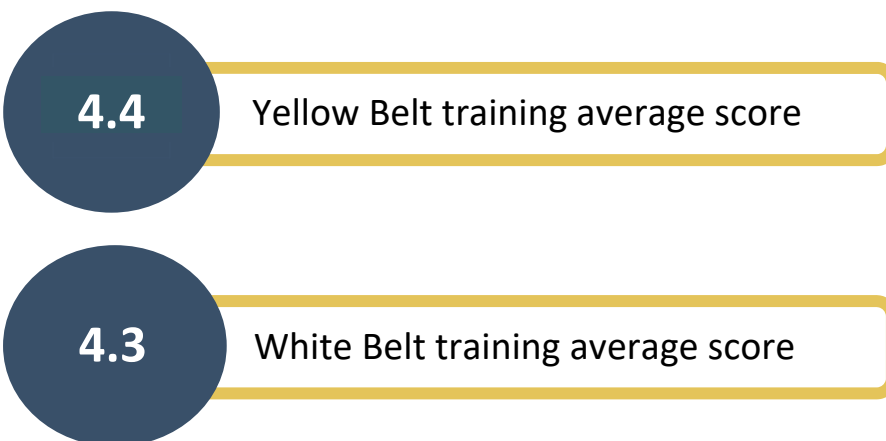 4.4
Yellow Belt training average score
4.3
White Belt training average score